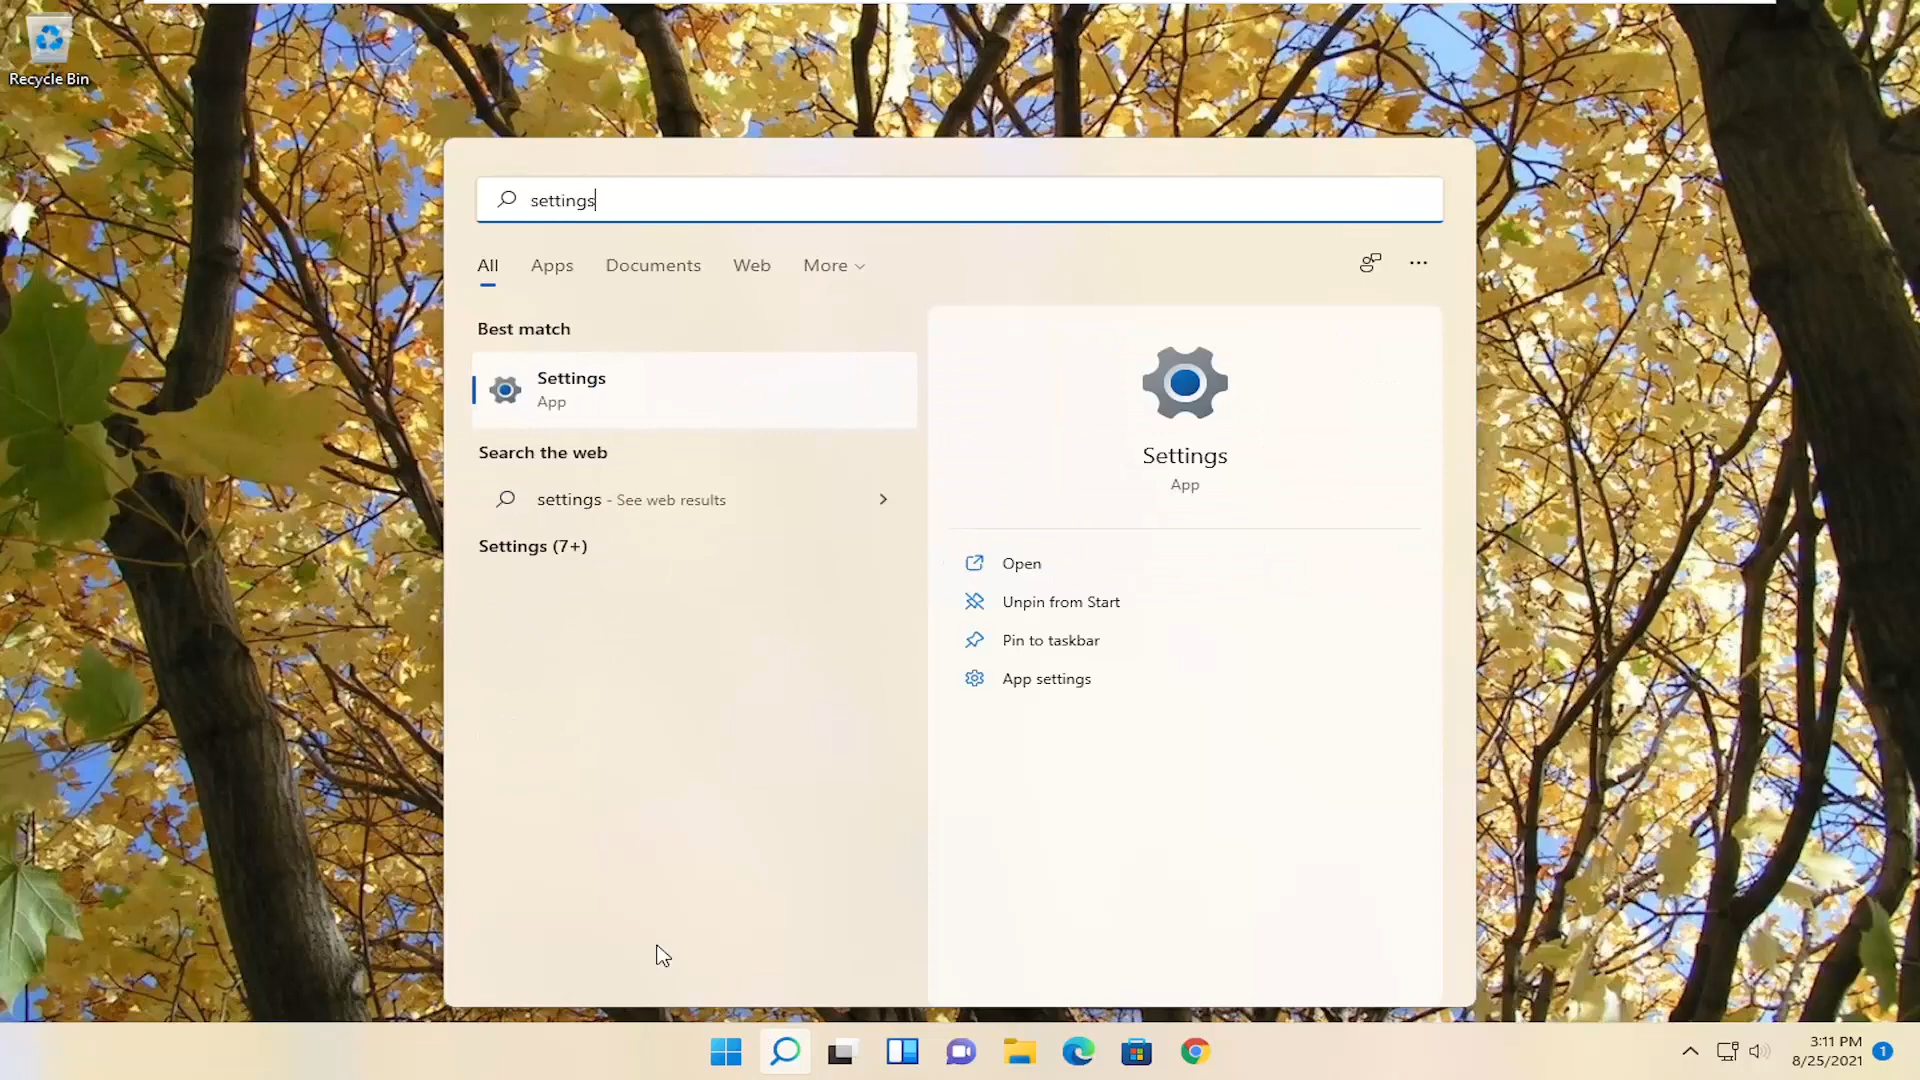 Recycle Bin
settings
All Apps Documents Web More
Best match
Settings
App
Search the web
settings - See web results
Settings (7+)
Settings
App
Open
Unpin from Start
Pin to taskbar
App settings
3:11 PM
8/25/2021
1